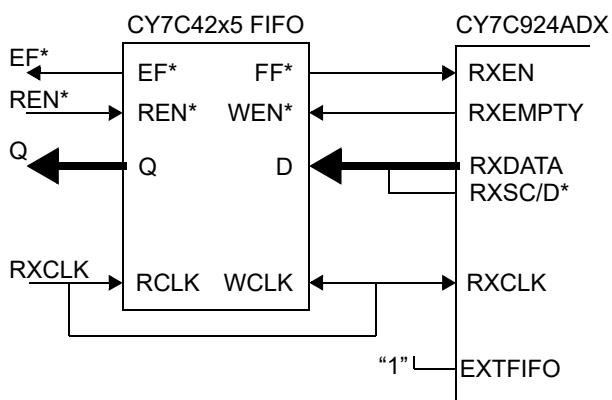 CY7C42x5 FIFO CY7C924ADX
EF* EF* FF* RXEN
REN* REN* WEN* RXEMPTY
Q Q D RXDATA
RXSC/D*
RXCLK RCLK WCLK RXCLK
“1” EXTFIFO